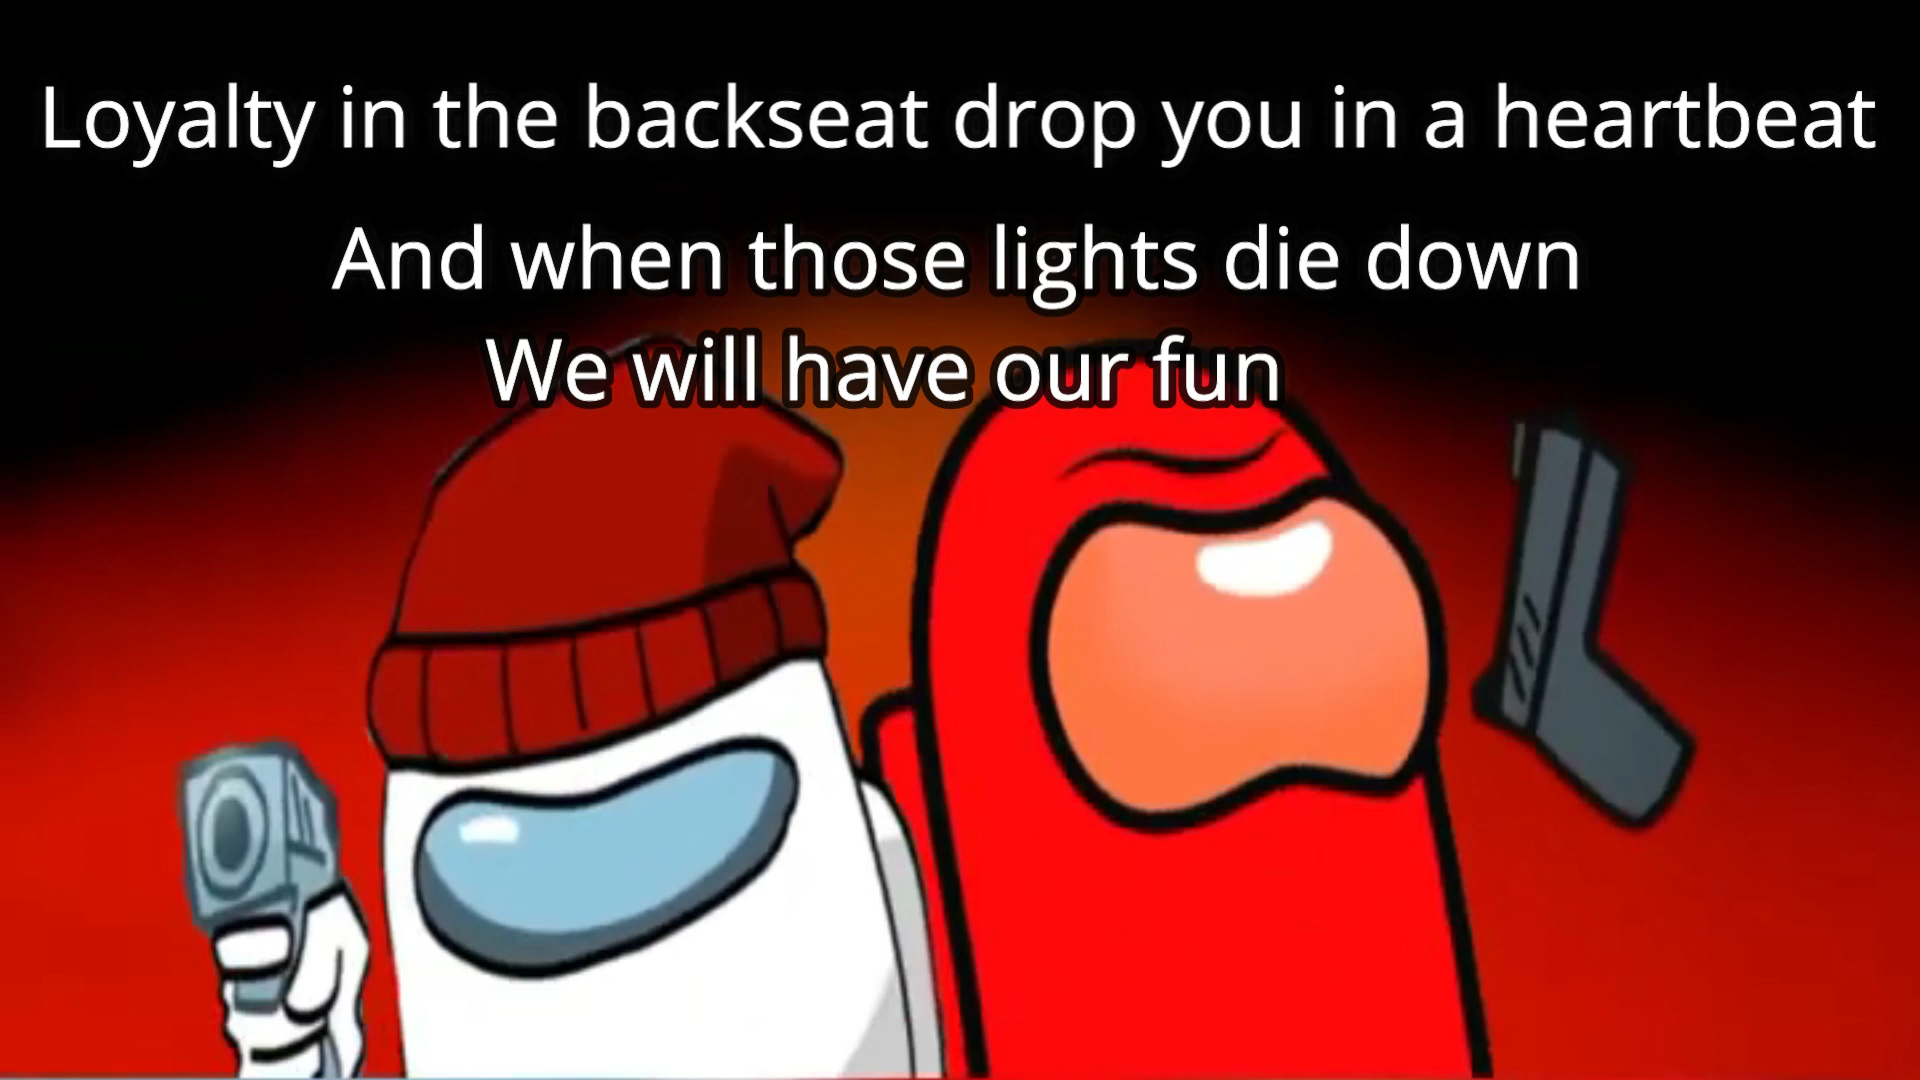 Loyalty in the backseat drop you in a heartbeat
And when those lights die down
We will have our fun